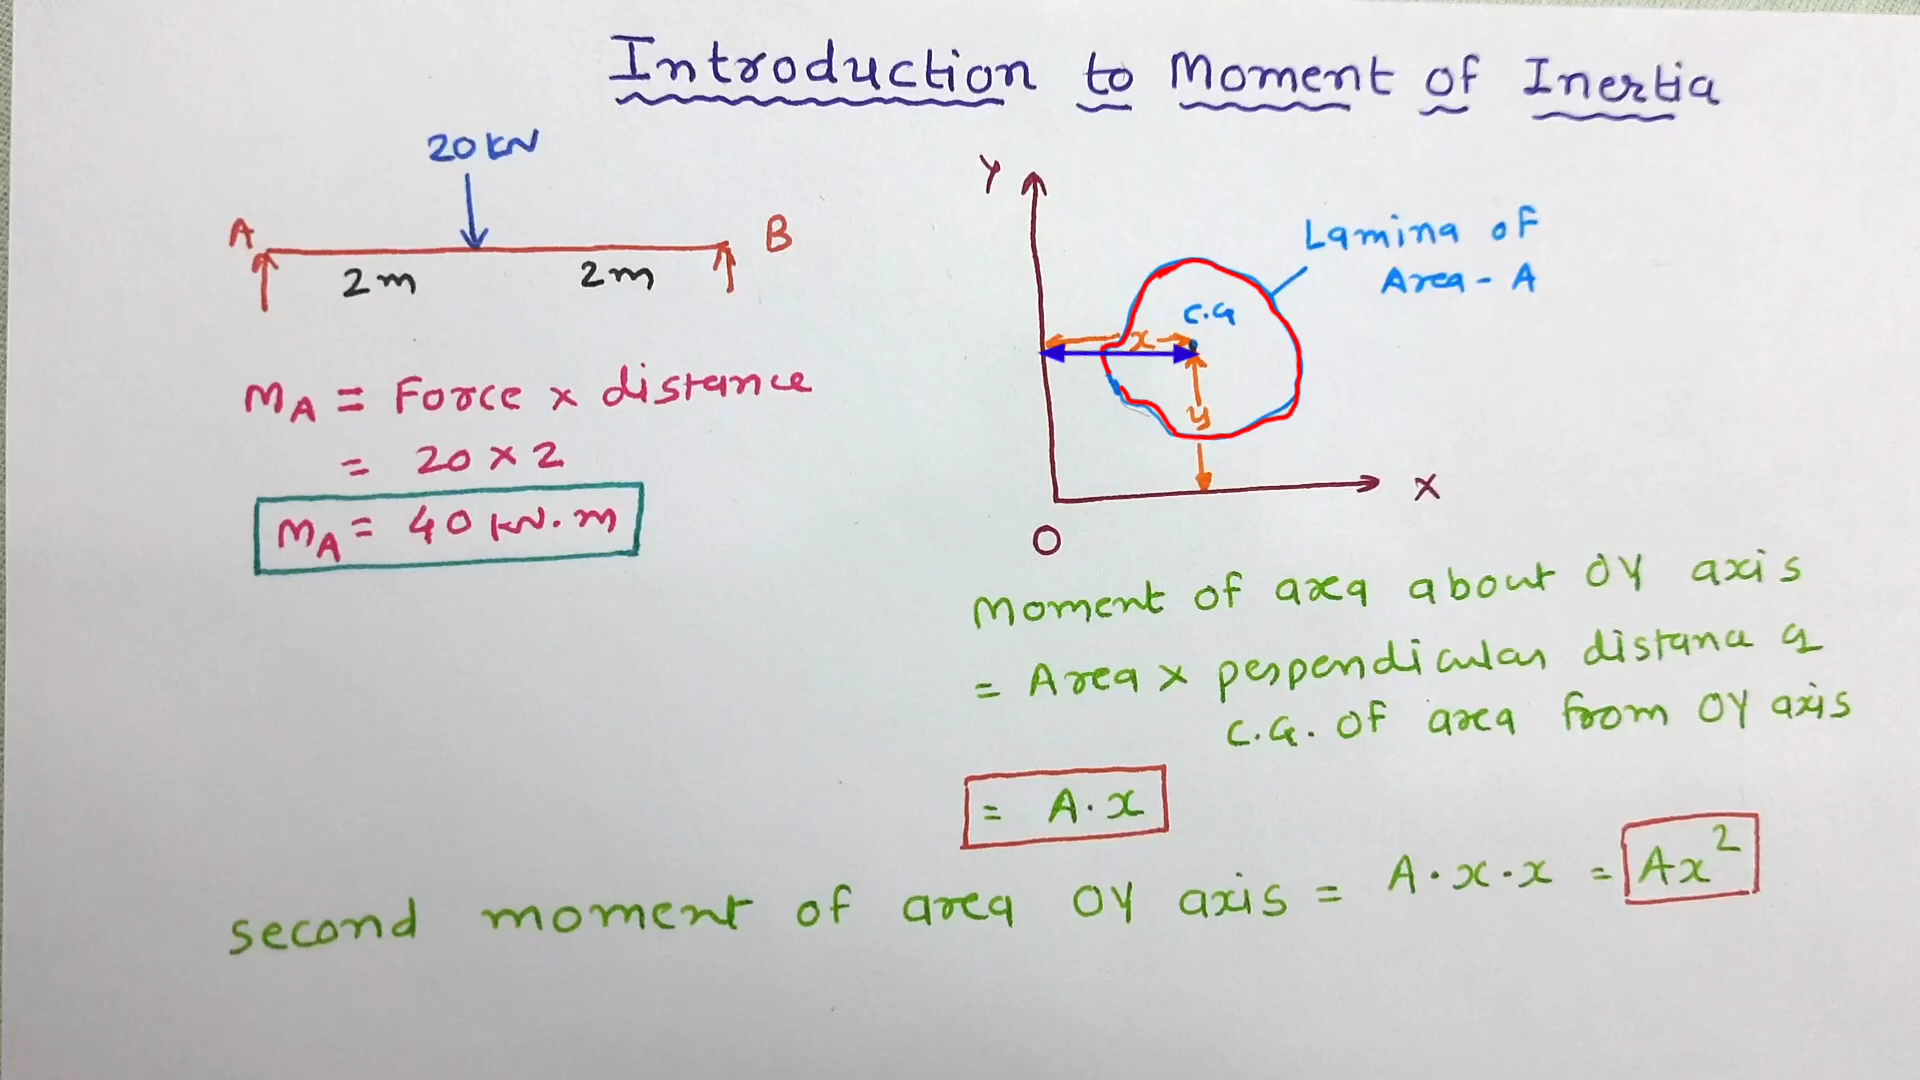 Introduction to Moment of Inertia
20 kN
A
B
2m
2m
MA = Force x distance
= 20 x 2
MA = 40 kN.m
Y
Lamina of
Area - A
C.G
x
y
X
O
Moment of area about OY axis
= Area x perpendicular distance of
C.G. of area from OY axis
= A.x
second moment of area OY axis = A.x.x = Ax²